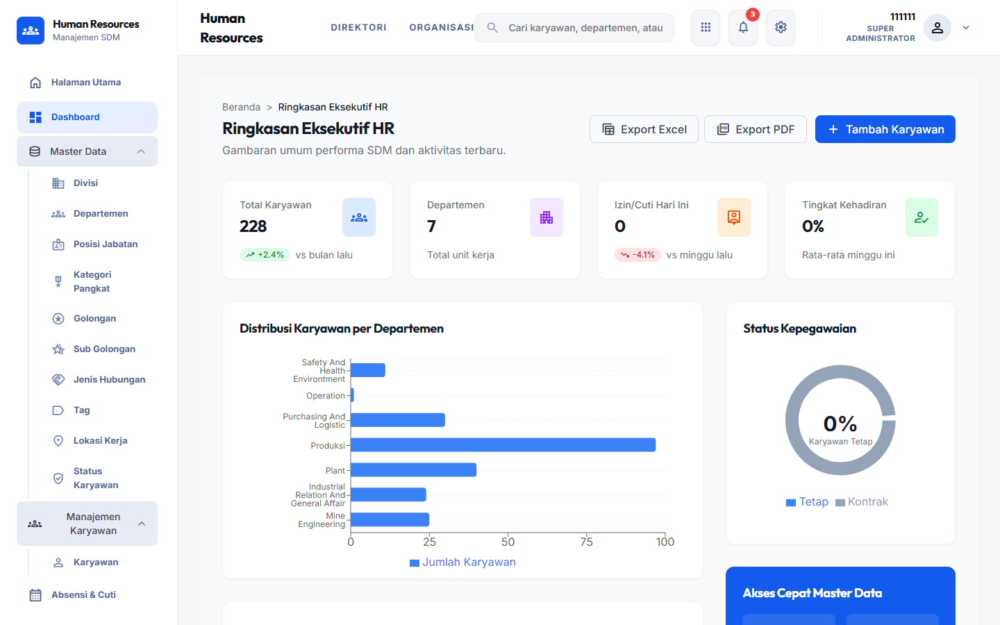 Human Resources
Manajemen SDM
Halaman Utama
Dashboard
Master Data
Divisi
Departemen
Posisi Jabatan
Kategori
Pangkat
Golongan
Sub Golongan
Jenis Hubungan
Tag
Lokasi Kerja
Status
Karyawan
Manajemen
Karyawan
Karyawan
Absensi & Cuti
Human
Resources
DIREKTORI
ORGANISASI
Cari karyawan, departemen, atau
3
111111
SUPER
ADMINISTRATOR
Beranda > Ringkasan Eksekutif HR
Ringkasan Eksekutif HR
Gambaran umum performa SDM dan aktivitas terbaru.
Export Excel
PDF
Export PDF
Tambah Karyawan
Total Karyawan
228
+2.4%
vs bulan lalu
Departemen
7
Total unit kerja
Izin/Cuti Hari Ini
0
-4.1%
vs minggu lalu
Tingkat Kehadiran
0%
Rata-rata minggu ini
Distribusi Karyawan per Departemen
Safety And
Health
Environtment
Operation
Purchasing And
Logistic
Produksi
Plant
Industrial
Relation And
General Affair
Mine
Engineering
0
25
50
75
100
Jumlah Karyawan
Status Kepegawaian
0%
Karyawan Tetap
Tetap
Kontrak
Akses Cepat Master Data